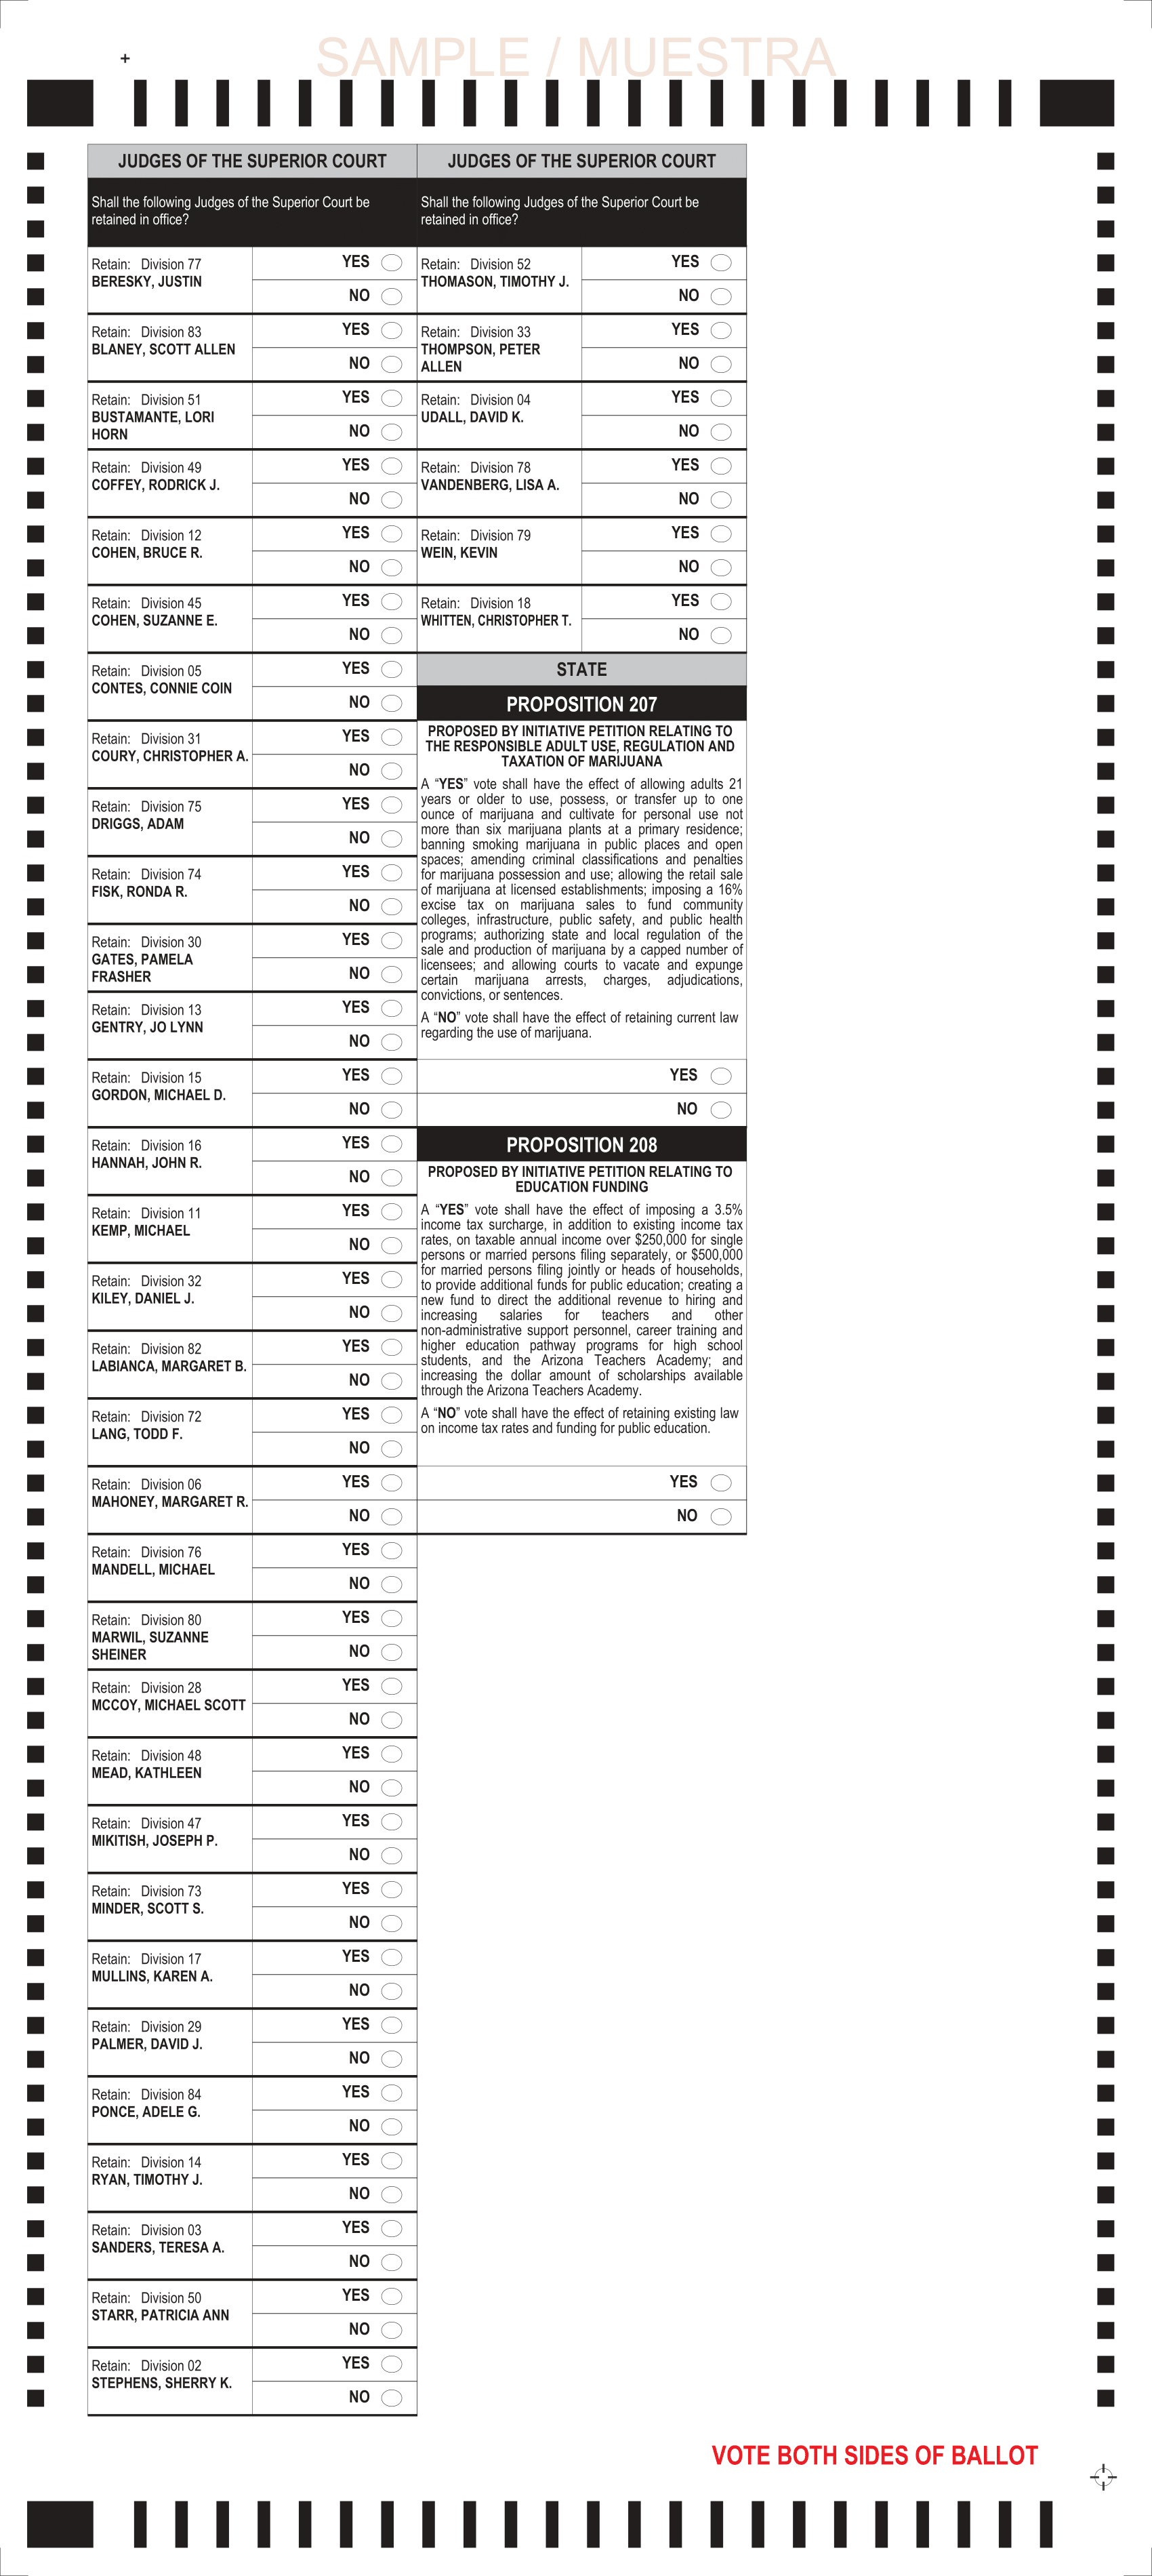 SAMPLE / MUESTRA
JUDGES OF THE SUPERIOR COURT
Shall the following Judges of the Superior Court be
retained in office?
Retain: Division 77
BERESKY, JUSTIN
YES
NO
Retain: Division 83
BLANEY, SCOTT ALLEN
YES
NO
Retain: Division 51
BUSTAMANTE, LORI
HORN
YES
NO
Retain: Division 49
COFFEY, RODRICK J.
YES
NO
Retain: Division 12
COHEN, BRUCE R.
YES
NO
Retain: Division 45
COHEN, SUZANNE E.
YES
NO
Retain: Division 05
CONTES, CONNIE COIN
YES
NO
Retain: Division 31
COURY, CHRISTOPHER A.
YES
NO
Retain: Division 75
DRIGGS, ADAM
YES
NO
Retain: Division 74
FISK, RONDA R.
YES
NO
Retain: Division 30
GATES, PAMELA
FRASHER
YES
NO
Retain: Division 13
GENTRY, JO LYNN
YES
NO
Retain: Division 15
GORDON, MICHAEL D.
YES
NO
Retain: Division 16
HANNAH, JOHN R.
YES
NO
Retain: Division 11
KEMP, MICHAEL
YES
NO
Retain: Division 32
KILEY, DANIEL J.
YES
NO
Retain: Division 82
LABIANCA, MARGARET B.
YES
NO
Retain: Division 72
LANG, TODD F.
YES
NO
Retain: Division 06
MAHONEY, MARGARET R.
YES
NO
Retain: Division 76
MANDELL, MICHAEL
YES
NO
Retain: Division 80
MARWIL, SUZANNE
SHEINER
YES
NO
Retain: Division 28
MCCOY, MICHAEL SCOTT
YES
NO
Retain: Division 48
MEAD, KATHLEEN
YES
NO
Retain: Division 47
MIKITISH, JOSEPH P.
YES
NO
Retain: Division 73
MINDER, SCOTT S.
YES
NO
Retain: Division 17
MULLINS, KAREN A.
YES
NO
Retain: Division 29
PALMER, DAVID J.
YES
NO
Retain: Division 84
PONCE, ADELE G.
YES
NO
Retain: Division 14
RYAN, TIMOTHY J.
YES
NO
Retain: Division 03
SANDERS, TERESA A.
YES
NO
Retain: Division 50
STARR, PATRICIA ANN
YES
NO
Retain: Division 02
STEPHENS, SHERRY K.
YES
NO
JUDGES OF THE SUPERIOR COURT
Shall the following Judges of the Superior Court be
retained in office?
Retain: Division 52
THOMASON, TIMOTHY J.
YES
NO
Retain: Division 33
THOMPSON, PETER
ALLEN
YES
NO
Retain: Division 04
UDALL, DAVID K.
YES
NO
Retain: Division 78
VANDENBERG, LISA A.
YES
NO
Retain: Division 79
WEIN, KEVIN
YES
NO
Retain: Division 18
WHITTEN, CHRISTOPHER T.
YES
NO
STATE
PROPOSITION 207
PROPOSED BY INITIATIVE PETITION RELATING TO
THE RESPONSIBLE ADULT USE, REGULATION AND
TAXATION OF MARIJUANA
A “YES” vote shall have the effect of allowing adults 21
years or older to use, possess, or transfer up to one
ounce of marijuana and cultivate for personal use not
more than six marijuana plants at a primary residence;
banning smoking marijuana in public places and open
spaces; amending criminal classifications and penalties
for marijuana possession and use; allowing the retail sale
of marijuana at licensed establishments; imposing a 16%
excise tax on marijuana sales to fund community
colleges, infrastructure, public safety, and public health
programs; authorizing state and local regulation of the
sale and production of marijuana by a capped number of
licensees; and allowing courts to vacate and expunge
certain marijuana arrests, charges, adjudications,
convictions, or sentences.
A “NO” vote shall have the effect of retaining current law
regarding the use of marijuana.
YES
NO
PROPOSITION 208
PROPOSED BY INITIATIVE PETITION RELATING TO
EDUCATION FUNDING
A “YES” vote shall have the effect of imposing a 3.5%
income tax surcharge, in addition to existing income tax
rates, on taxable annual income over $250,000 for single
persons or married persons filing separately, or $500,000
for married persons filing jointly or heads of households,
to provide additional funds for public education; creating a
new fund to direct the additional revenue to hiring and
increasing salaries for teachers and other
non-administrative support personnel, career training and
higher education pathway programs for high school
students, and the Arizona Teachers Academy; and
increasing the dollar amount of scholarships available
through the Arizona Teachers Academy.
A “NO” vote shall have the effect of retaining existing law
on income tax rates and funding for public education.
YES
NO
VOTE BOTH SIDES OF BALLOT